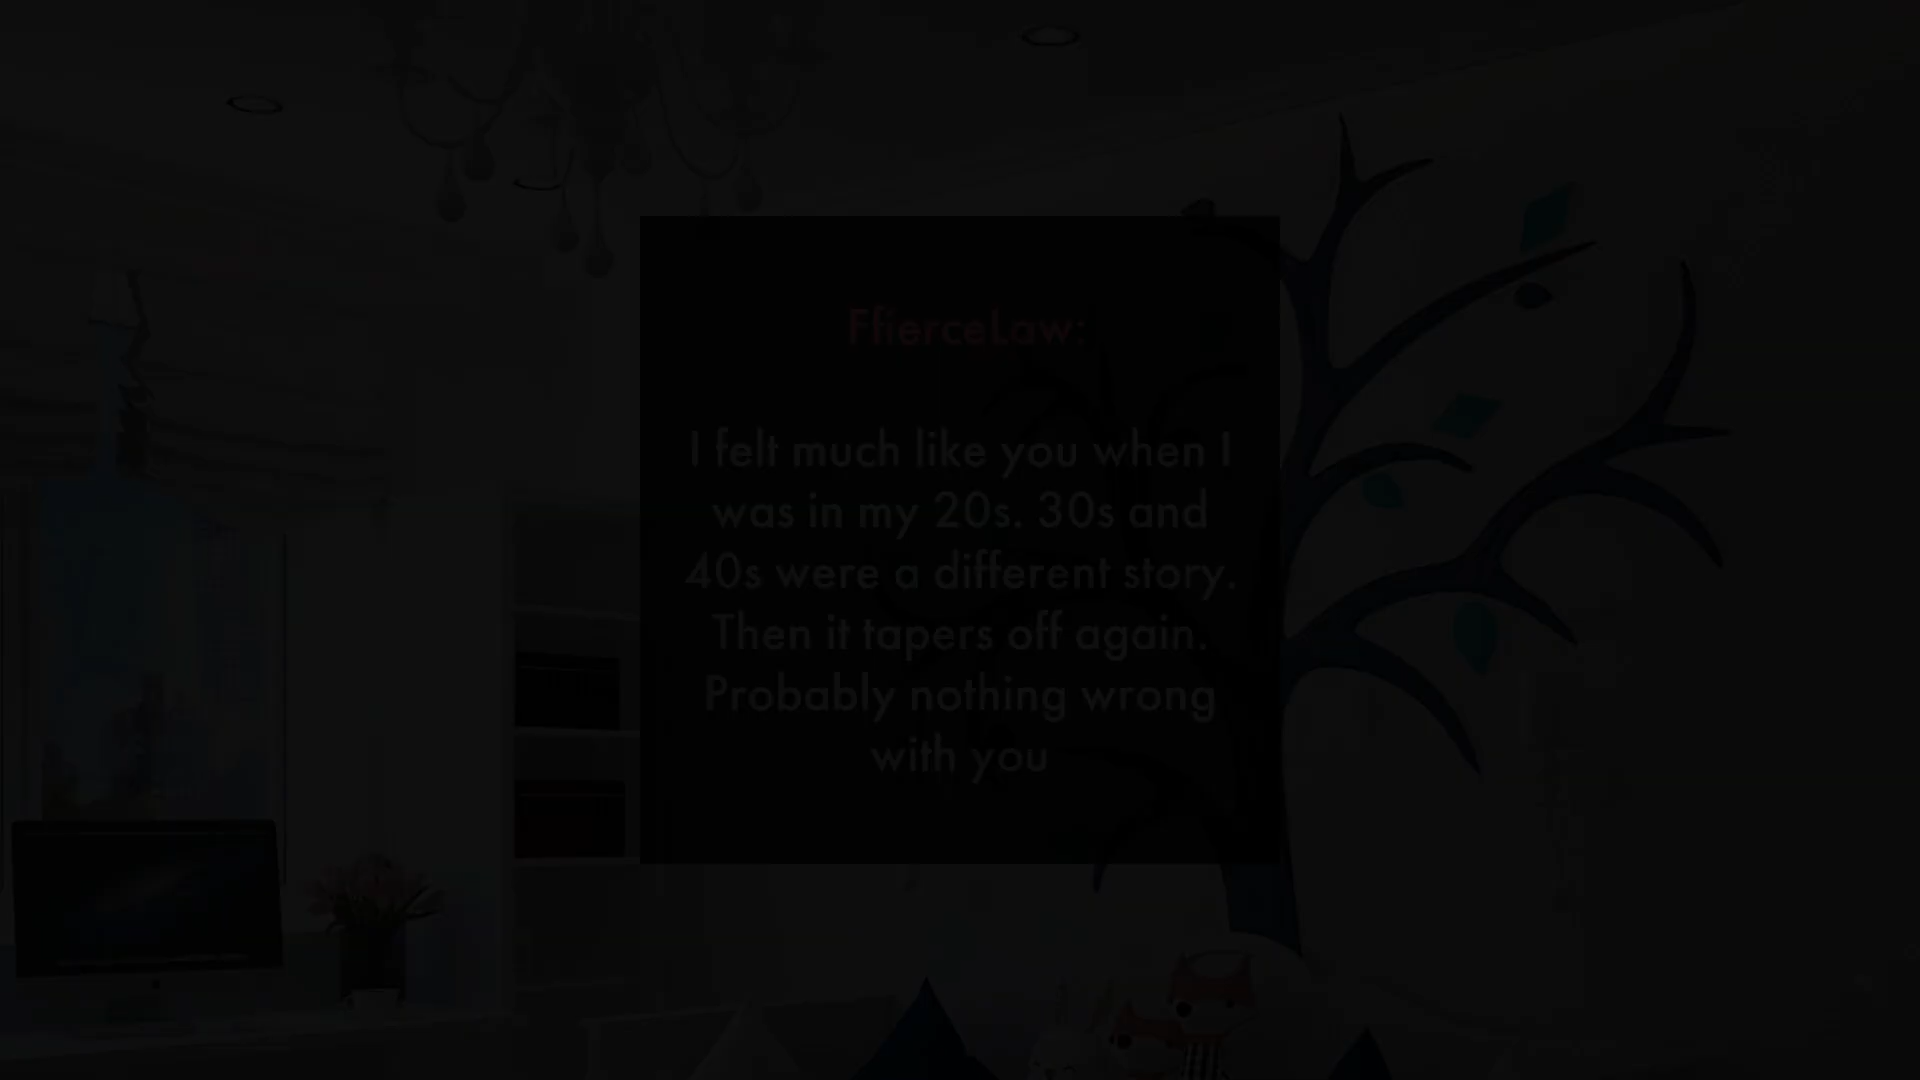 FfierceLaw:
I felt much like you when I
was in my 20s. 30s and
40s were a different story.
Then it tapers off again.
Probably nothing wrong
with you